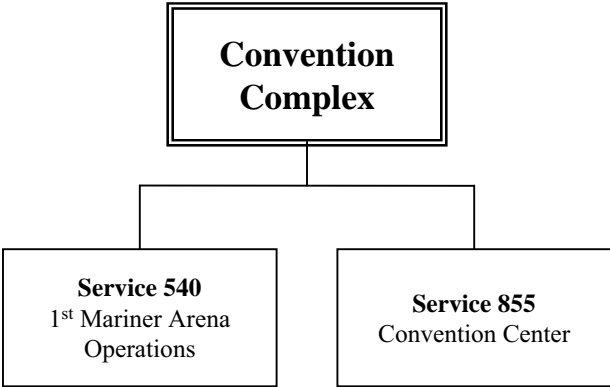 Convention
Complex
Service 540
1st Mariner Arena
Operations
Service 855
Convention Center